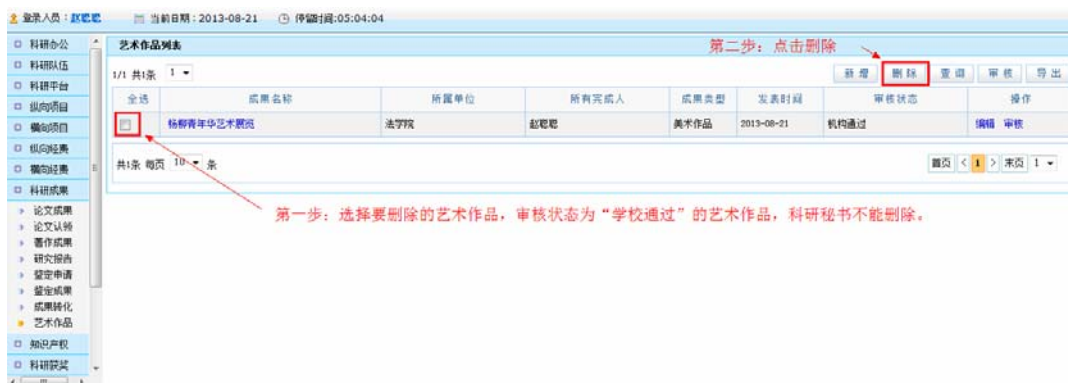 登录人员：赵聪聪 当前日期：2013-08-21 停留时间:05:04:04
科研办公
科研队伍
科研平台
纵向项目
横向项目
纵向经费
横向经费
科研成果
论文成果
论文认领
著作成果
研究报告
鉴定申请
鉴定成果
成果转化
艺术作品
知识产权
科研获奖
艺术作品列表
第二步：点击删除
1/1 共1条 1
新增 删除 查询 审核 导出
全选 成果名称 所属单位 所有完成人 成果类型 发表时间 审核状态 操作
杨柳青年华艺术展览 法学院 赵聪聪 美术作品 2013-08-21 机构通过 编辑 审核
共1条 每页 10 条
首页 < 1 > 末页 1
第一步：选择要删除的艺术作品，审核状态为“学校通过”的艺术作品，科研秘书不能删除。